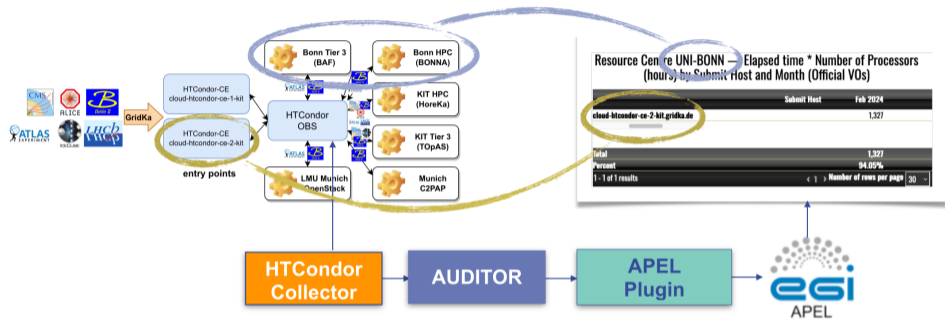 CMS
ALICE
ATLAS
EXPERIMENT
LHCb
GridKa
HTCondor-CE
cloud-htcondor-ce-1-kit
HTCondor-CE
cloud-htcondor-ce-2-kit
entry points
Bonn Tier 3
(BAF)
Bonn HPC
(BONNA)
ATLAS
HTCondor
OBS
KIT HPC
(HoreKa)
KIT Tier 3
(TOpAS)
ATLAS
ATLAS
LMU Munich
OpenStack
Munich
C2PAP
Resource Centre UNI-BONN — Elapsed time * Number of Processors
(hours) by Submit Host and Month (Official VOs)
Submit Host Feb 2024
cloud-htcondor-ce-2-kit.gridka.de 1,327
Total 1,327
Percent 94.05%
1 - 1 of 1 results ‹ 1 › Number of rows per page 30
HTCondor
Collector
AUDITOR
APEL
Plugin
egi
APEL